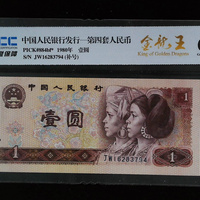 中国人民银行发行—第四套人民币
PICK#884bf* 1980年 壹圆
S/N JW16283794 (补号)
金龙王
King of Golden Dragons
中国人民银行
壹圆
1
1
JW16283794